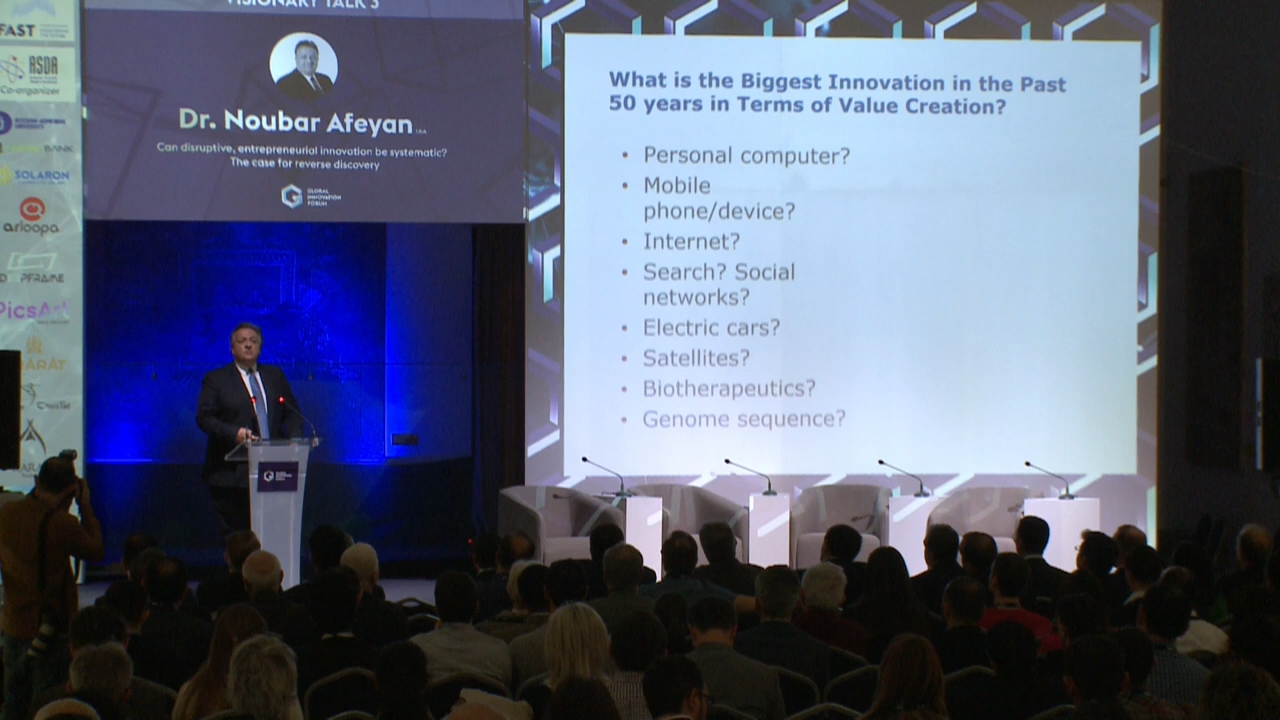 VISIONARY TALK 3
Dr. Noubar Afeyan
Can disruptive, entrepreneurial innovation be systematic?
The case for reverse discovery
GLOBAL
INNOVATION
FORUM
What is the Biggest Innovation in the Past
50 years in Terms of Value Creation?
• Personal computer?
• Mobile
phone/device?
• Internet?
• Search? Social
networks?
• Electric cars?
• Satellites?
• Biotherapeutics?
• Genome sequence?
FAST
ASDA
Co-organizer
BANK
SOLARON
arloopa
PicsArt